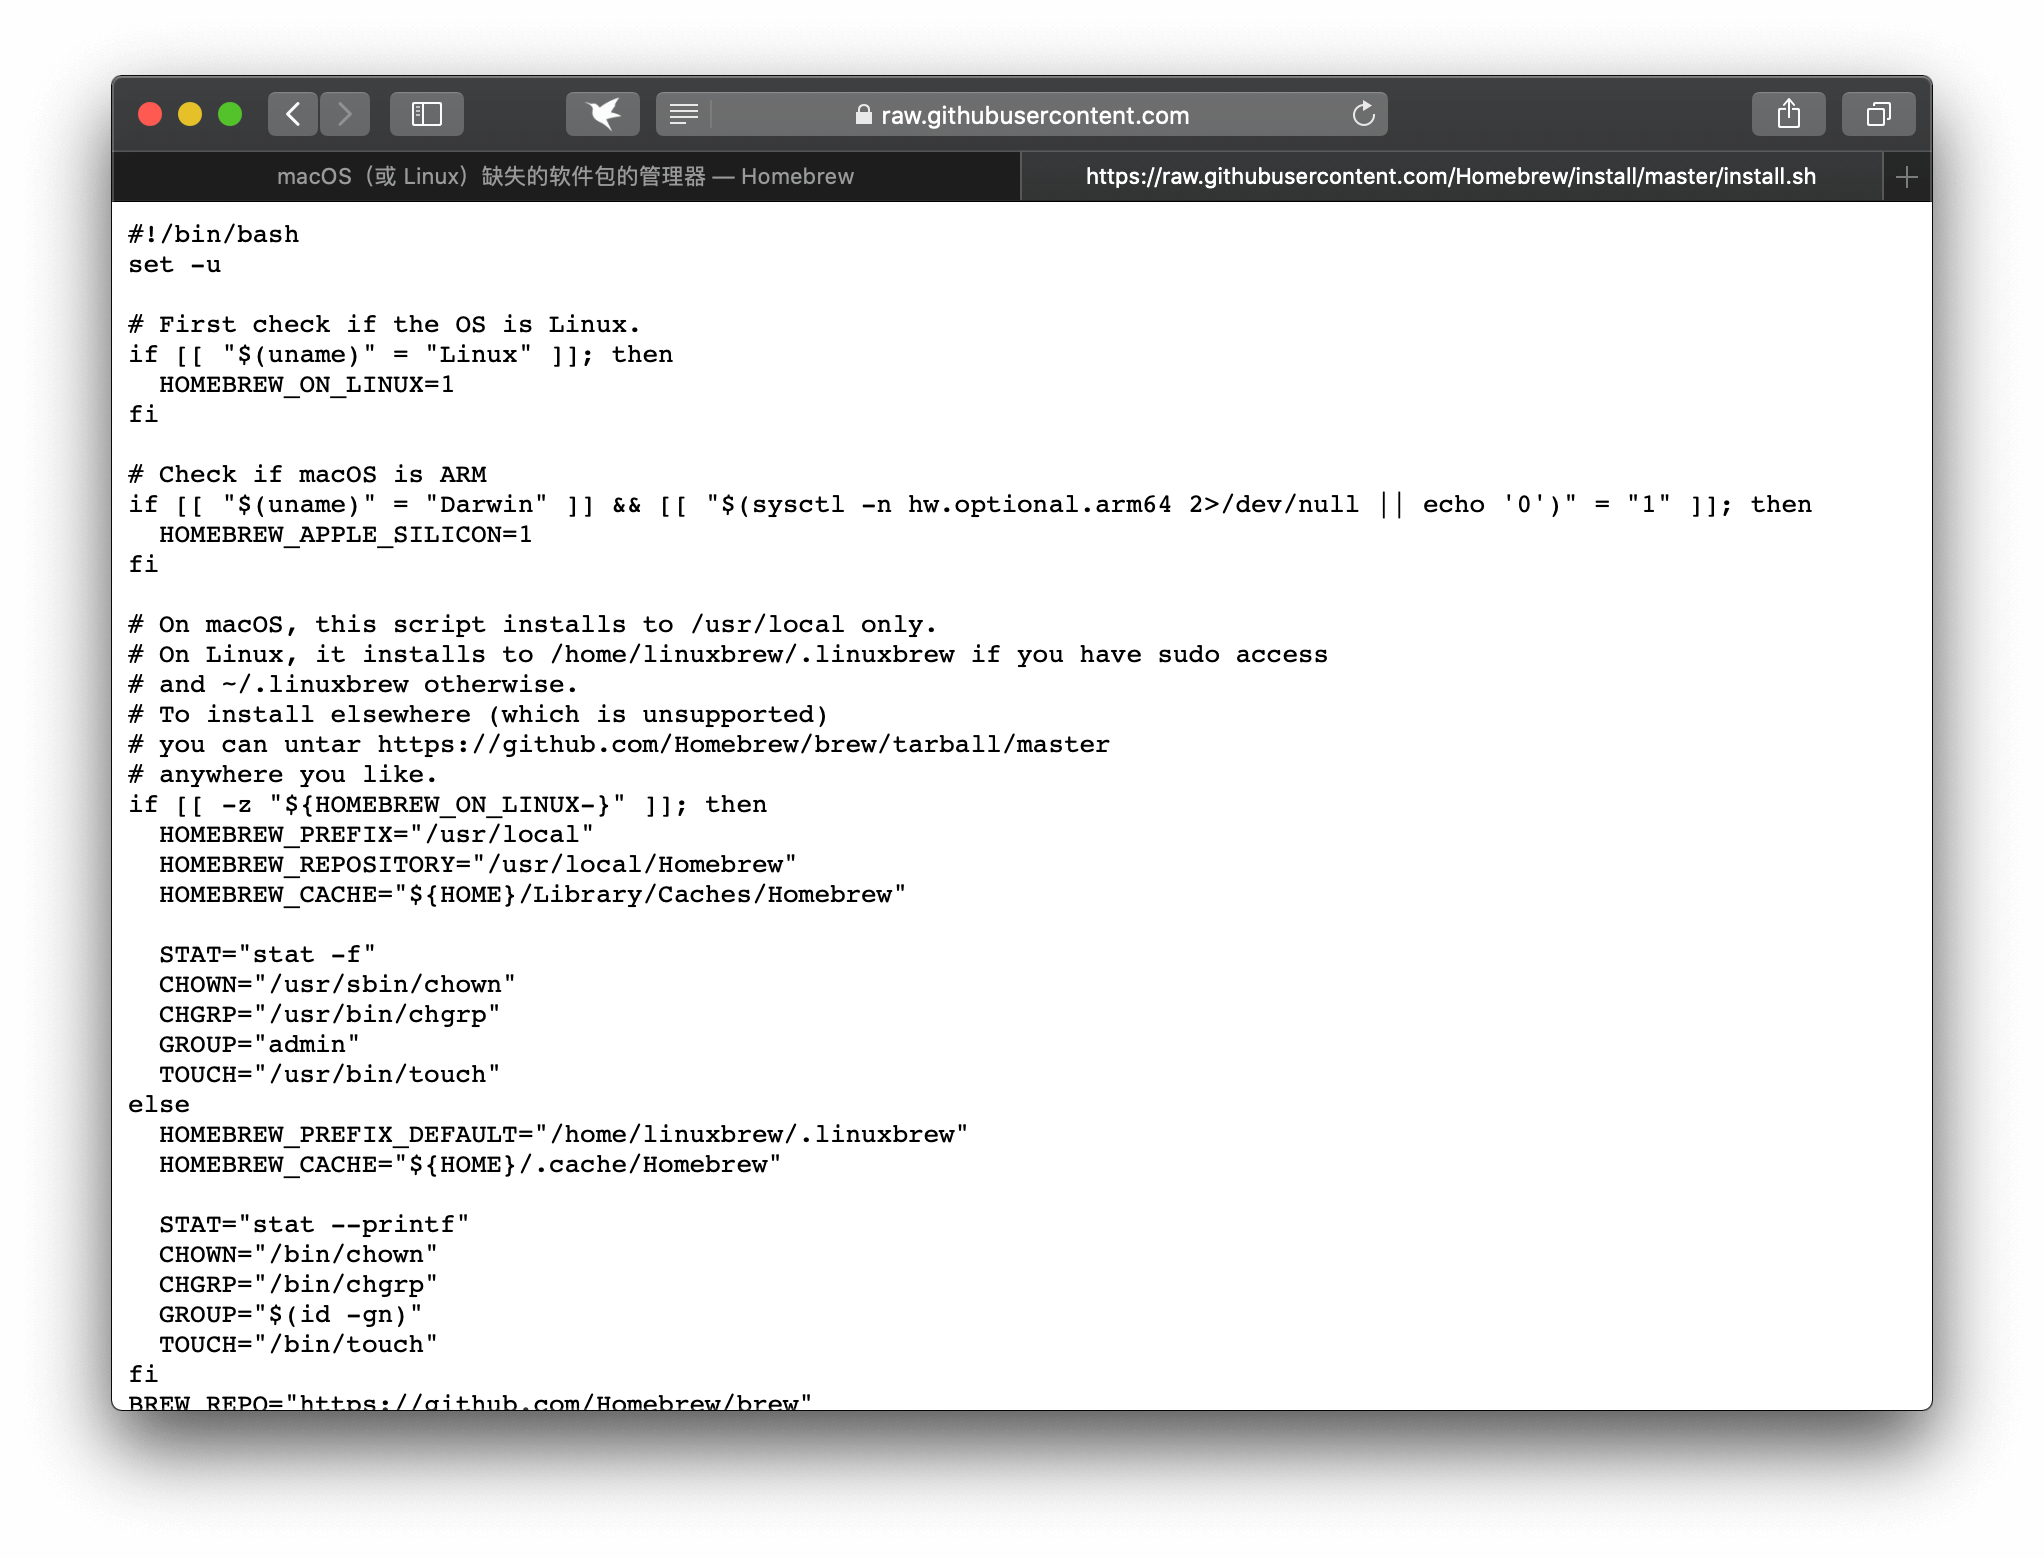 raw.githubusercontent.com
macOS（或 Linux）缺失的软件包的管理器 — Homebrew
https://raw.githubusercontent.com/Homebrew/install/master/install.sh
#!/bin/bash
set -u
# First check if the OS is Linux.
if [[ "$(uname)" = "Linux" ]]; then
  HOMEBREW_ON_LINUX=1
fi
# Check if macOS is ARM
if [[ "$(uname)" = "Darwin" ]] && [[ "$(sysctl -n hw.optional.arm64 2>/dev/null || echo '0')" = "1" ]]; then
  HOMEBREW_APPLE_SILICON=1
fi
# On macOS, this script installs to /usr/local only.
# On Linux, it installs to /home/linuxbrew/.linuxbrew if you have sudo access
# and ~/.linuxbrew otherwise.
# To install elsewhere (which is unsupported)
# you can untar https://github.com/Homebrew/brew/tarball/master
# anywhere you like.
if [[ -z "${HOMEBREW_ON_LINUX-}" ]]; then
  HOMEBREW_PREFIX="/usr/local"
  HOMEBREW_REPOSITORY="/usr/local/Homebrew"
  HOMEBREW_CACHE="${HOME}/Library/Caches/Homebrew"
  STAT="stat -f"
  CHOWN="/usr/sbin/chown"
  CHGRP="/usr/bin/chgrp"
  GROUP="admin"
  TOUCH="/usr/bin/touch"
else
  HOMEBREW_PREFIX_DEFAULT="/home/linuxbrew/.linuxbrew"
  HOMEBREW_CACHE="${HOME}/.cache/Homebrew"
  STAT="stat --printf"
  CHOWN="/bin/chown"
  CHGRP="/bin/chgrp"
  GROUP="$(id -gn)"
  TOUCH="/bin/touch"
fi
BREW_REPO="https://github.com/Homebrew/brew"